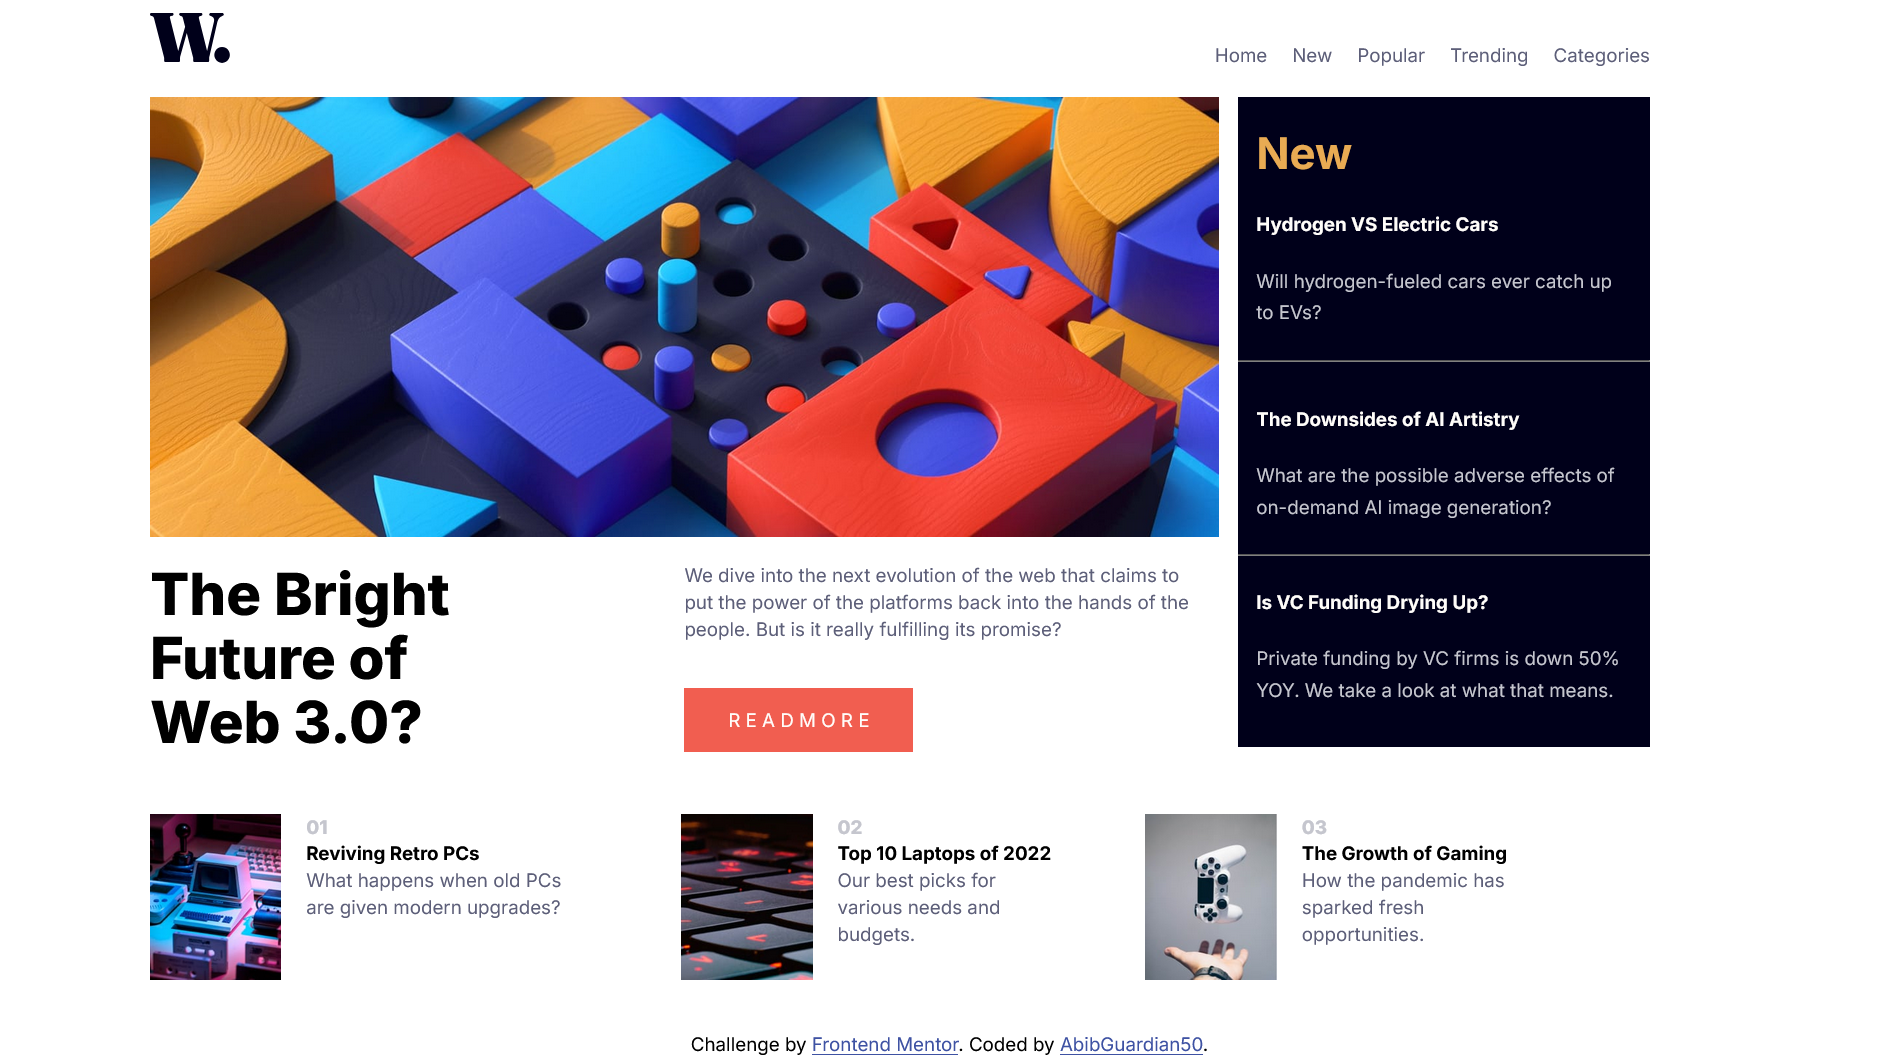 W.
Home New Popular Trending Categories
New
Hydrogen VS Electric Cars
Will hydrogen-fueled cars ever catch up
to EVs?
The Downsides of AI Artistry
What are the possible adverse effects of
on-demand AI image generation?
Is VC Funding Drying Up?
Private funding by VC firms is down 50%
YOY. We take a look at what that means.
The Bright
Future of
Web 3.0?
We dive into the next evolution of the web that claims to
put the power of the platforms back into the hands of the
people. But is it really fulfilling its promise?
READMORE
01
Reviving Retro PCs
What happens when old PCs
are given modern upgrades?
02
Top 10 Laptops of 2022
Our best picks for
various needs and
budgets.
03
The Growth of Gaming
How the pandemic has
sparked fresh
opportunities.
Challenge by Frontend Mentor. Coded by AbibGuardian50.